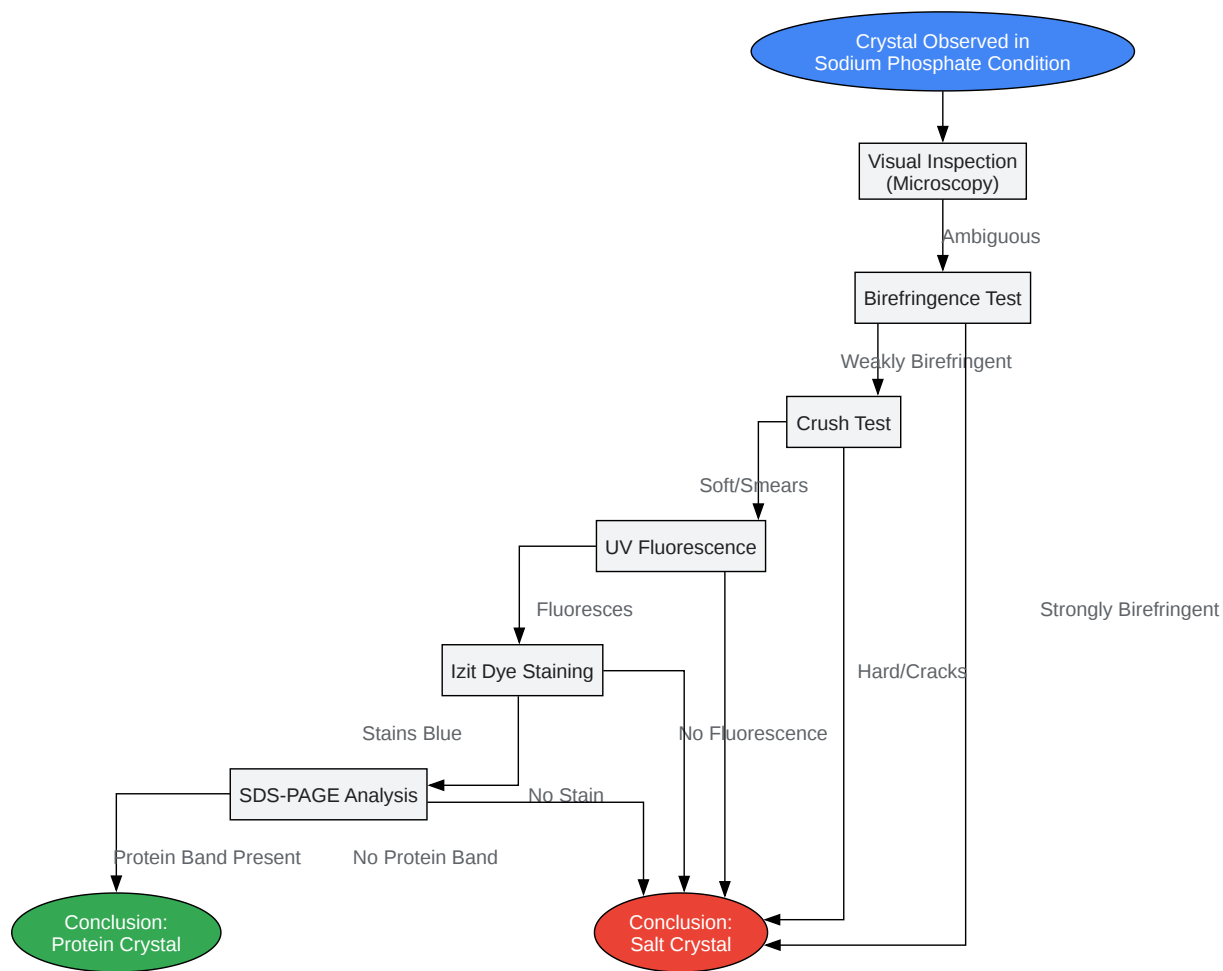 Crystal Observed in
Sodium Phosphate Condition
Visual Inspection
(Microscopy)
Ambiguous
Birefringence Test
Weakly Birefringent
Crush Test
Soft/Smears
UV Fluorescence
Fluoresces
Strongly Birefringent
Izit Dye Staining
Hard/Cracks
Stains Blue
No Fluorescence
SDS-PAGE Analysis
No Stain
Protein Band Present
No Protein Band
Conclusion:
Protein Crystal
Conclusion:
Salt Crystal